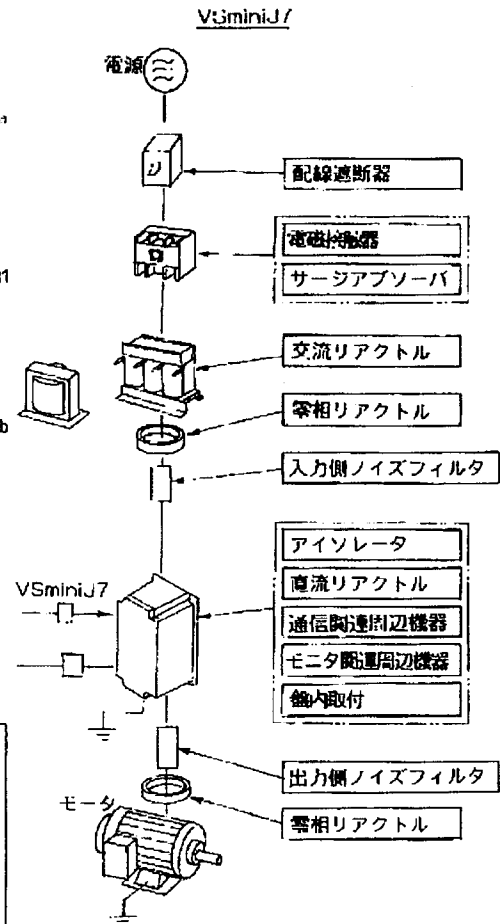 VSminiJ7
電源
配線遮断器
電磁接触器
サージアブソーバ
交流リアクトル
零相リアクトル
入力側ノイズフィルタ
アイソレータ
直流リアクトル
VSminiJ7
通信関連周辺機器
モニタ関連周辺機器
盤内取付
出力側ノイズフィルタ
モータ
零相リアクトル